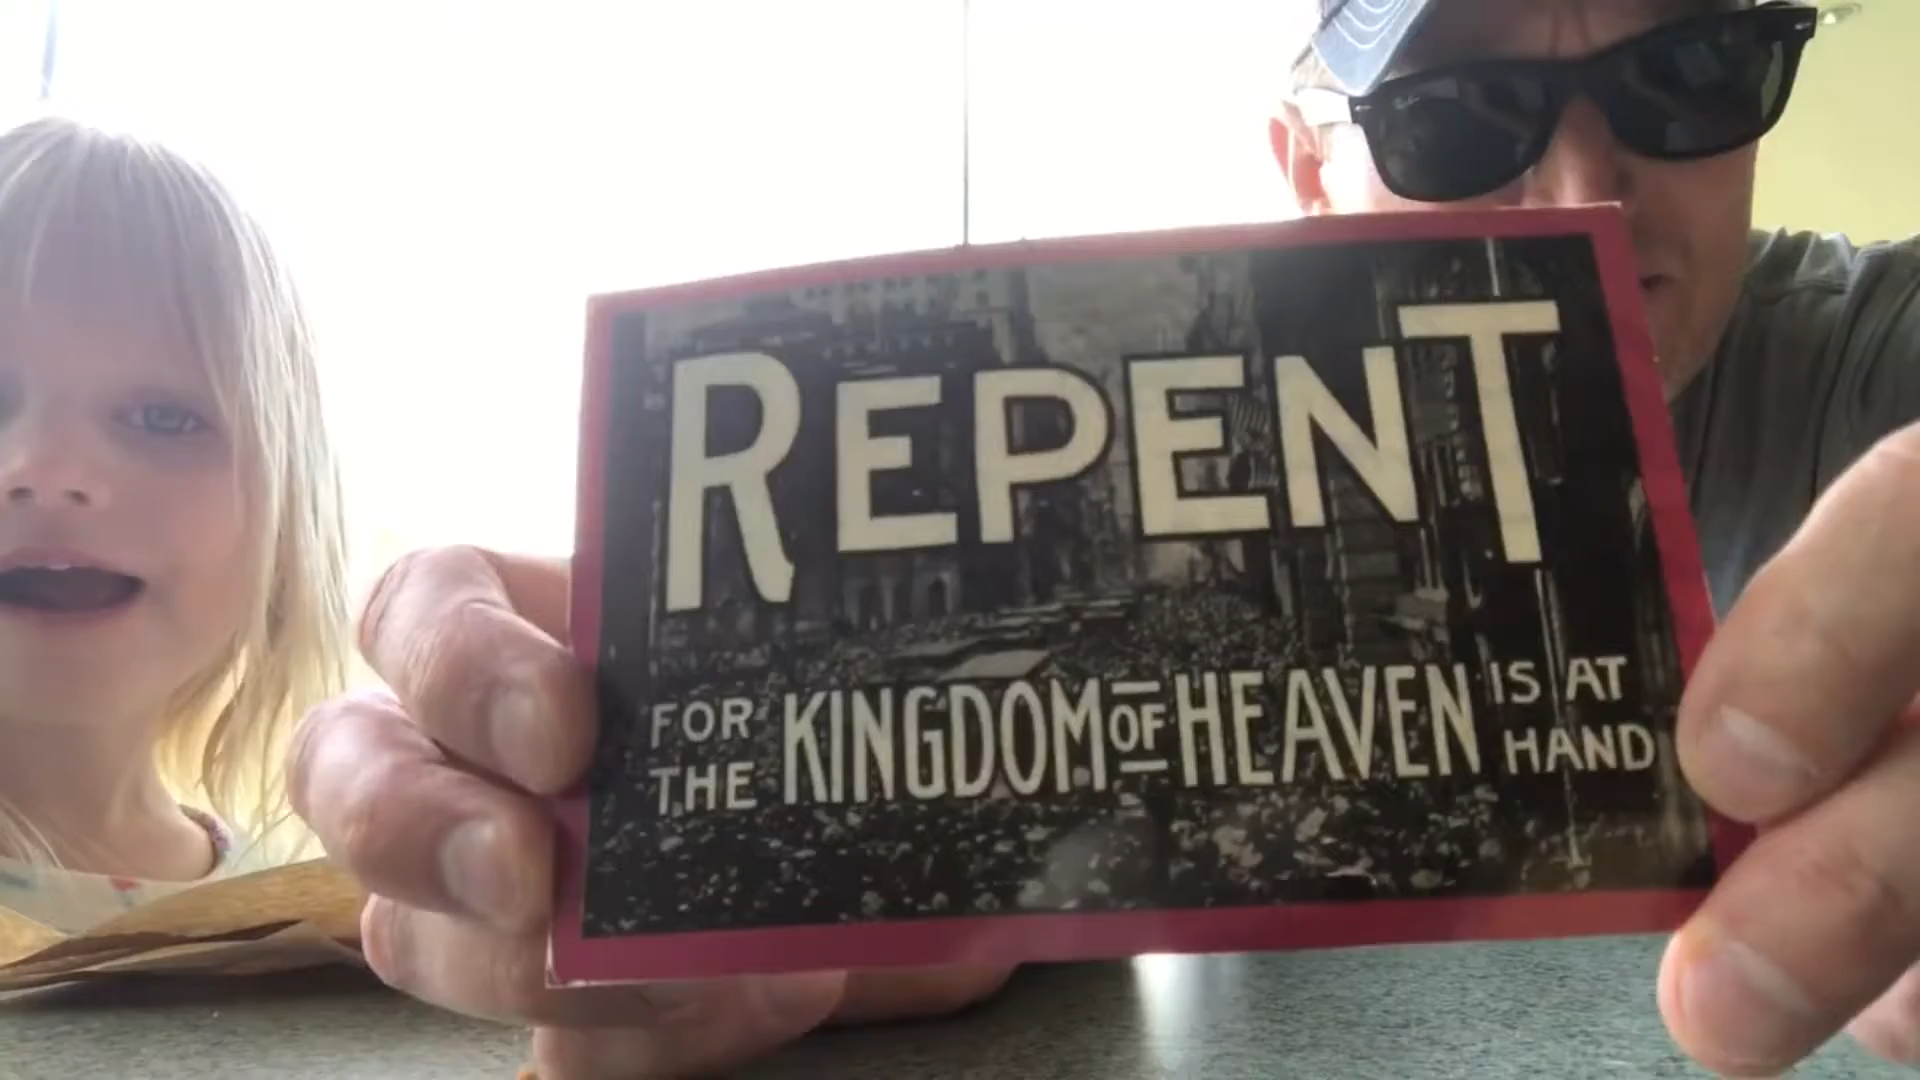 REPENT
FOR THE KINGDOM OF HEAVEN IS AT HAND